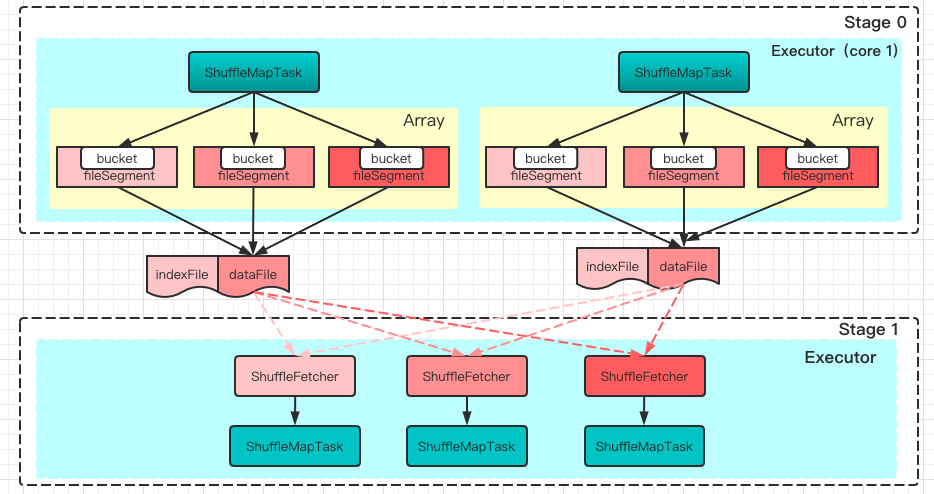 Stage 0
Executor（core 1)
ShuffleMapTask
ShuffleMapTask
Array
Array
bucket
bucket
bucket
bucket
bucket
bucket
fileSegment
fileSegment
fileSegment
fileSegment
fileSegment
fileSegment
indexFile
dataFile
indexFile
dataFile
Stage 1
Executor
ShuffleFetcher
ShuffleFetcher
ShuffleFetcher
ShuffleMapTask
ShuffleMapTask
ShuffleMapTask